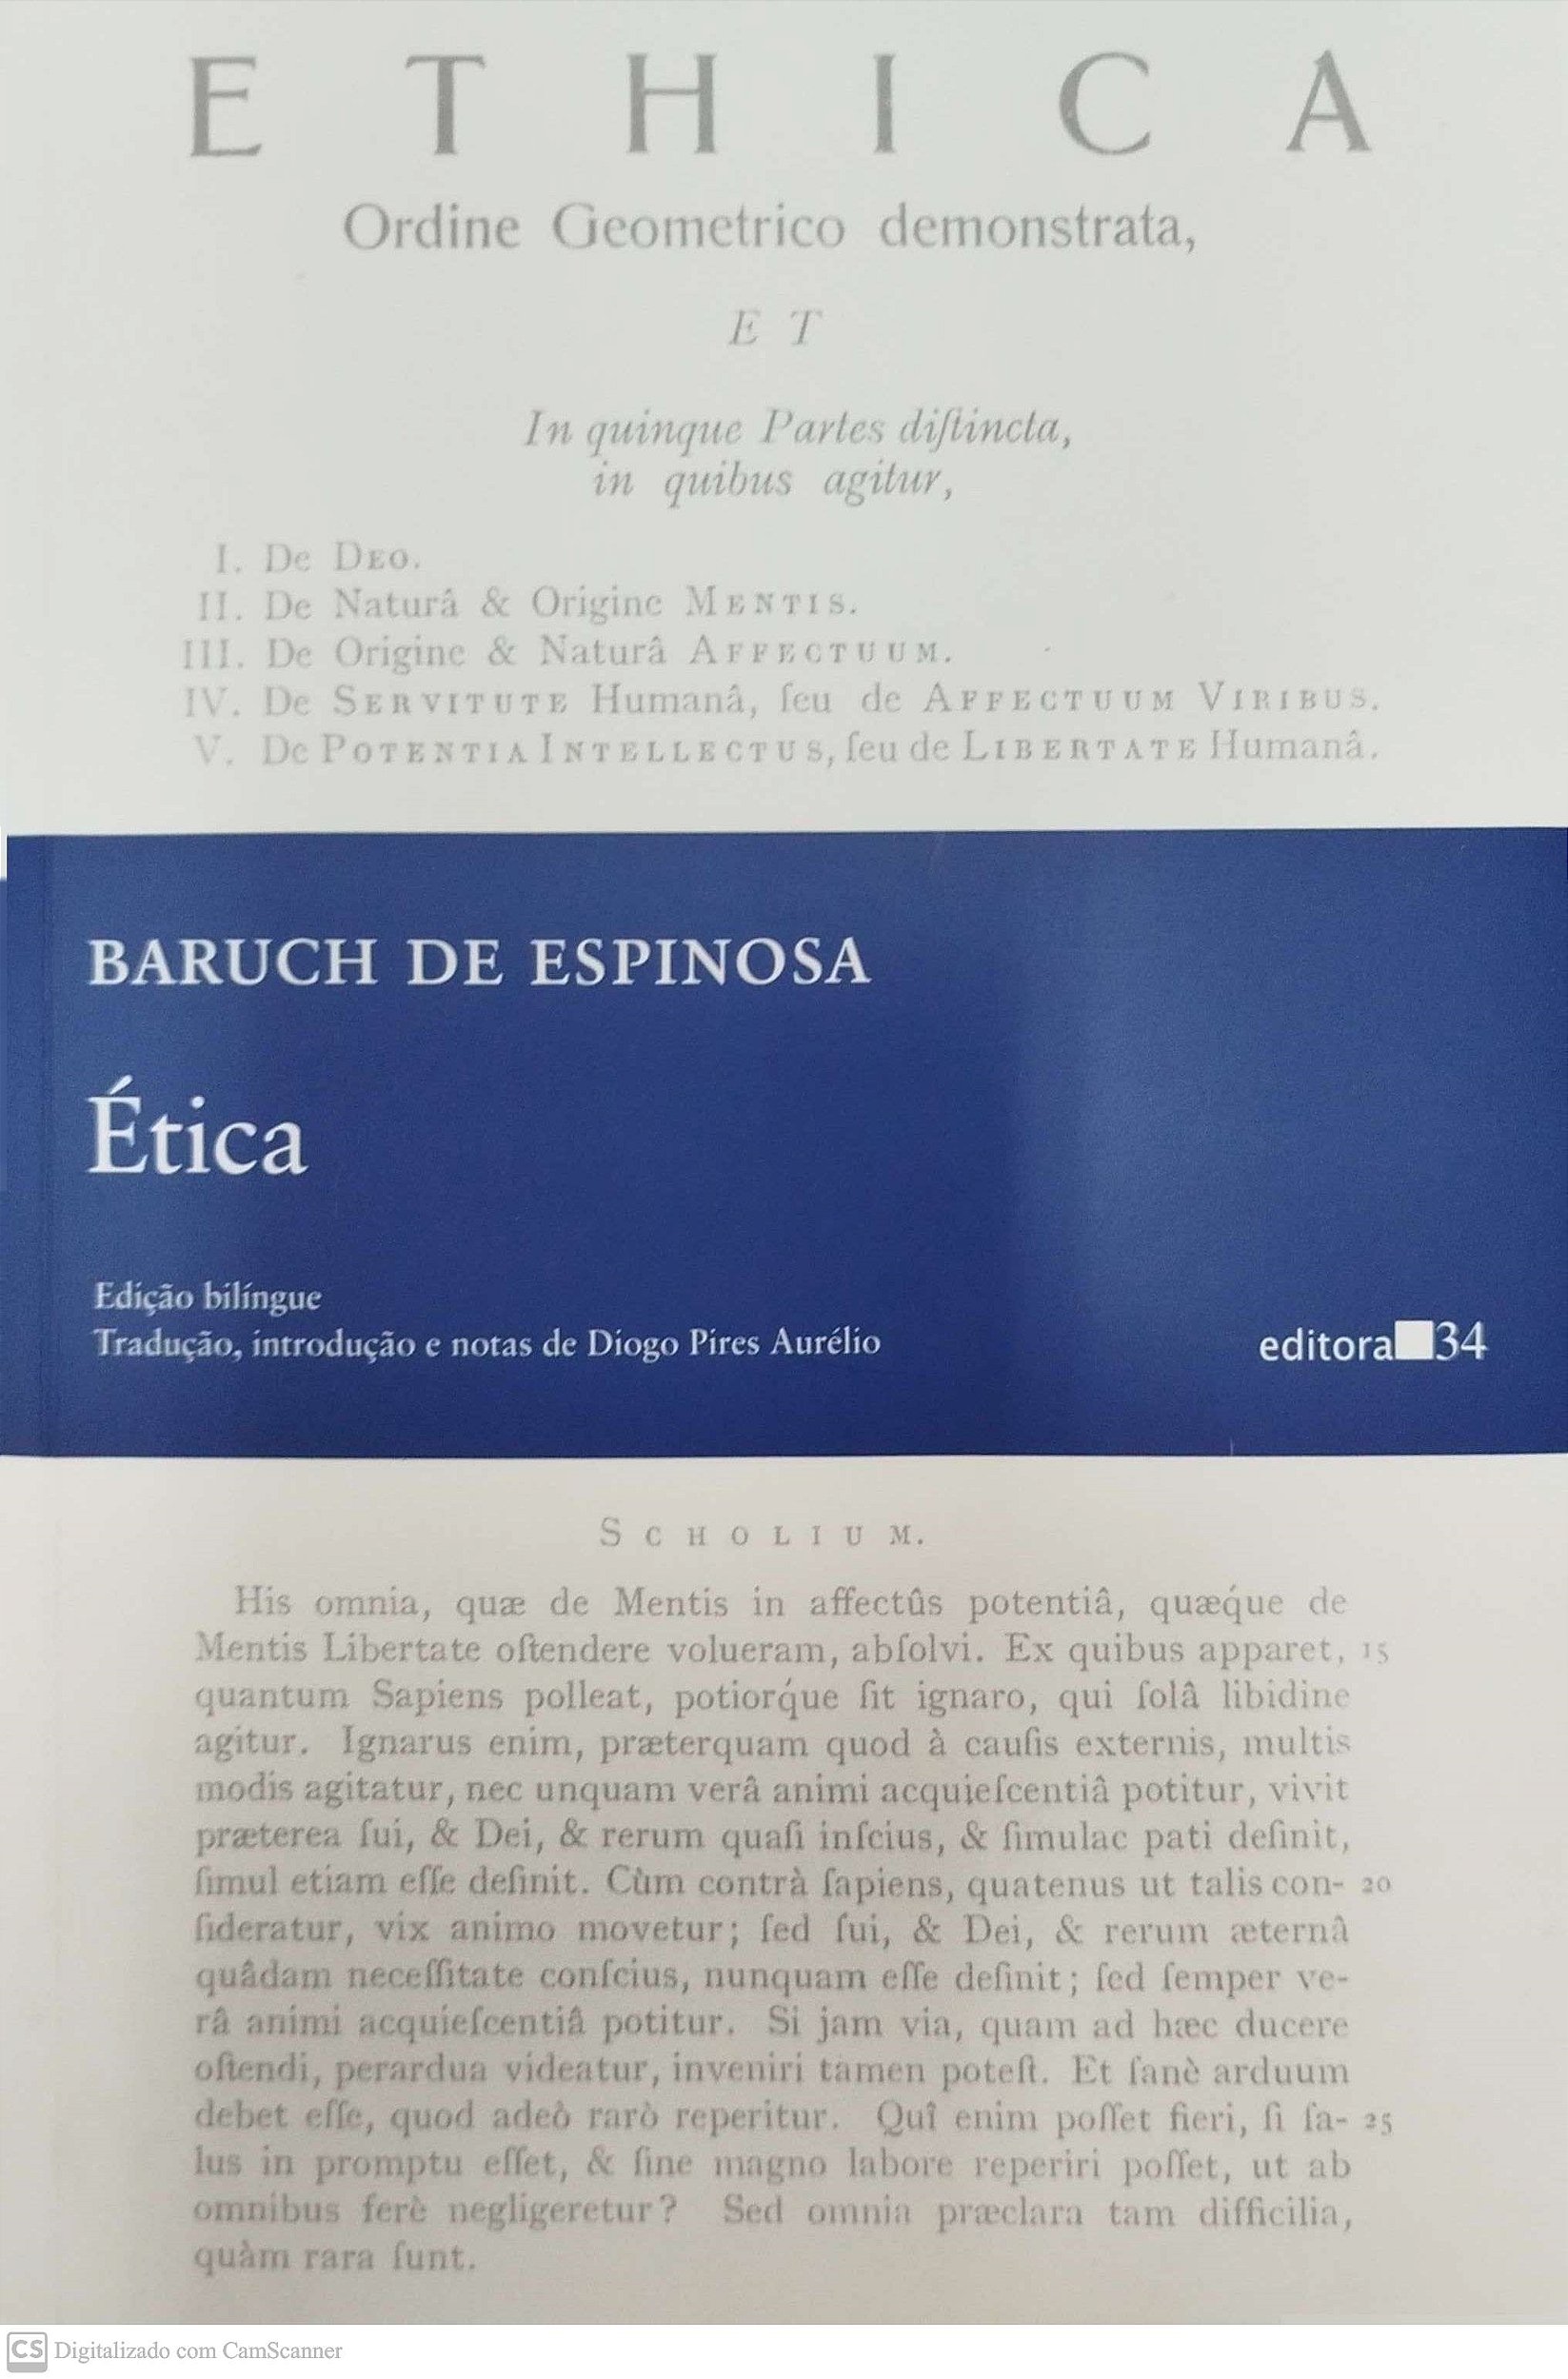 E T H I C A
Ordine Geometrico demonstrata,
E T
In quinque Partes diſtincta,
in quibus agitur,
I. De DEO.
II. De Naturâ & Origine MENTIS.
III. De Origine & Naturâ AFFECTUUM.
IV. De SERVITUTE Humanâ, ſeu de AFFECTUUM VIRIBUS.
V. De POTENTIA INTELLECTUS, ſeu de LIBERTATE Humanâ.
BARUCH DE ESPINOSA
Ética
Edição bilíngue
Tradução, introdução e notas de Diogo Pires Aurélio
editora 34
SCHOLIUM.
His omnia, quæ de Mentis in affectûs potentiâ, quæq́ue de
Mentis Libertate oſtendere volueram, abſolvi. Ex quibus apparet, 15
quantum Sapiens polleat, potiorq́ue ſit ignaro, qui ſolâ libidine
agitur. Ignarus enim, præterquam quod à cauſis externis, multis
modis agitatur, nec unquam verâ animi acquieſcentiâ potitur, vivit
præterea ſui, & Dei, & rerum quaſi inſcius, & ſimulac pati deſinit,
ſimul etiam eſſe deſinit. Cùm contrà ſapiens, quatenus ut talis con- 20
ſideratur, vix animo movetur; ſed ſui, & Dei, & rerum æternâ
quâdam neceſſitate conſcius, nunquam eſſe deſinit; ſed ſemper ve-
râ animi acquieſcentiâ potitur. Si jam via, quam ad hæc ducere
oſtendi, perardua videatur, inveniri tamen poteſt. Et ſanè arduum
debet eſſe, quod adeò rarò reperitur. Quî enim poſſet fieri, ſi ſa- 25
lus in promptu eſſet, & ſine magno labore reperiri poſſet, ut ab
omnibus ferè negligeretur? Sed omnia præclara tam difficilia,
quàm rara ſunt.
CS Digitalizado com CamScanner